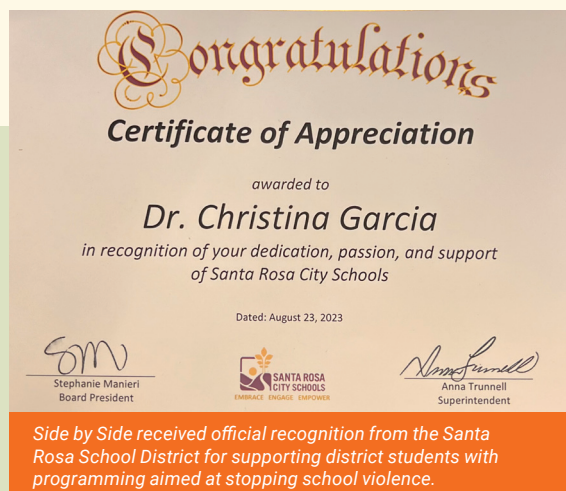 Congratulations
Certificate of Appreciation
awarded to
Dr. Christina Garcia
in recognition of your dedication, passion, and support
of Santa Rosa City Schools
Dated: August 23, 2023
Stephanie Manieri
Board President
SANTA ROSA
CITY SCHOOLS
EMBRACE ENGAGE EMPOWER
Anna Trunnell
Superintendent
Side by Side received official recognition from the Santa
Rosa School District for supporting district students with
programming aimed at stopping school violence.